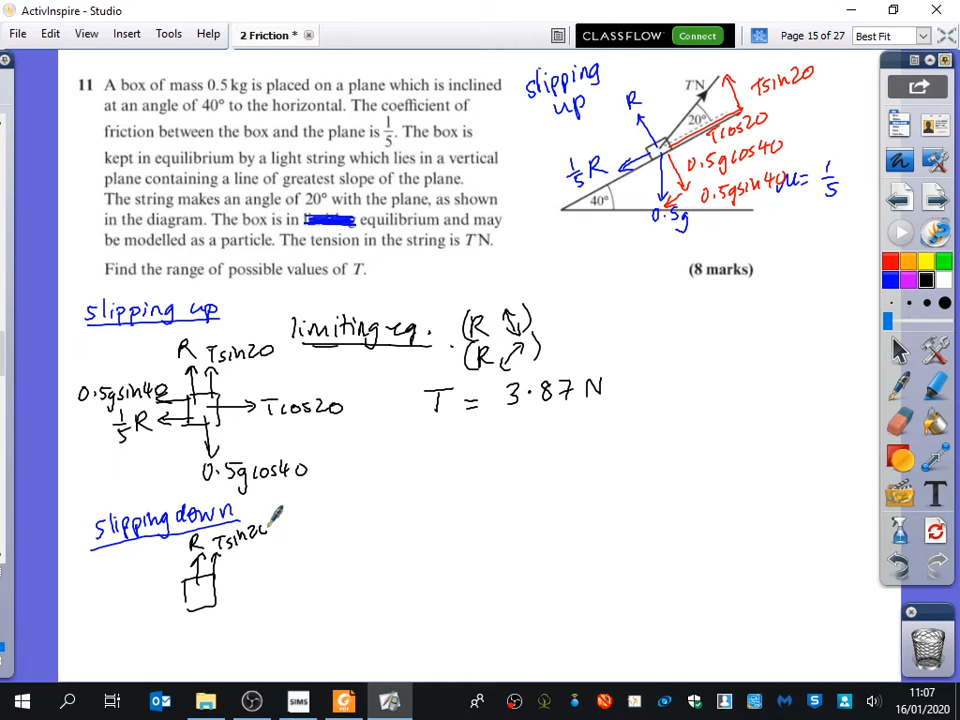 ActivInspire - Studio
File Edit View Insert Tools Help
2 Friction*
CLASSFLOW
Connect
Page 15 of 27
Best Fit
11 A box of mass 0.5 kg is placed on a plane which is inclined
at an angle of 40° to the horizontal. The coefficient of
friction between the box and the plane is 1/5. The box is
kept in equilibrium by a light string which lies in a vertical
plane containing a line of greatest slope of the plane.
The string makes an angle of 20° with the plane, as shown
in the diagram. The box is in equilibrium and may
be modelled as a particle. The tension in the string is T N.
Find the range of possible values of T.
(8 marks)
slipping
up
R
T N
Tsin20
20°
Tcos20
1/5 R
0.5gcos40
0.5gsin40
μ = 1/5
40°
0.5g
slipping up
limiting eq.
(R ↖↘)
(R ↙↗)
R Tsin20
0.5gsin40
1/5 R
Tcos20
0.5gcos40
T = 3.87 N
slipping down
R Tsin20
11:07
16/01/2020
SIMS